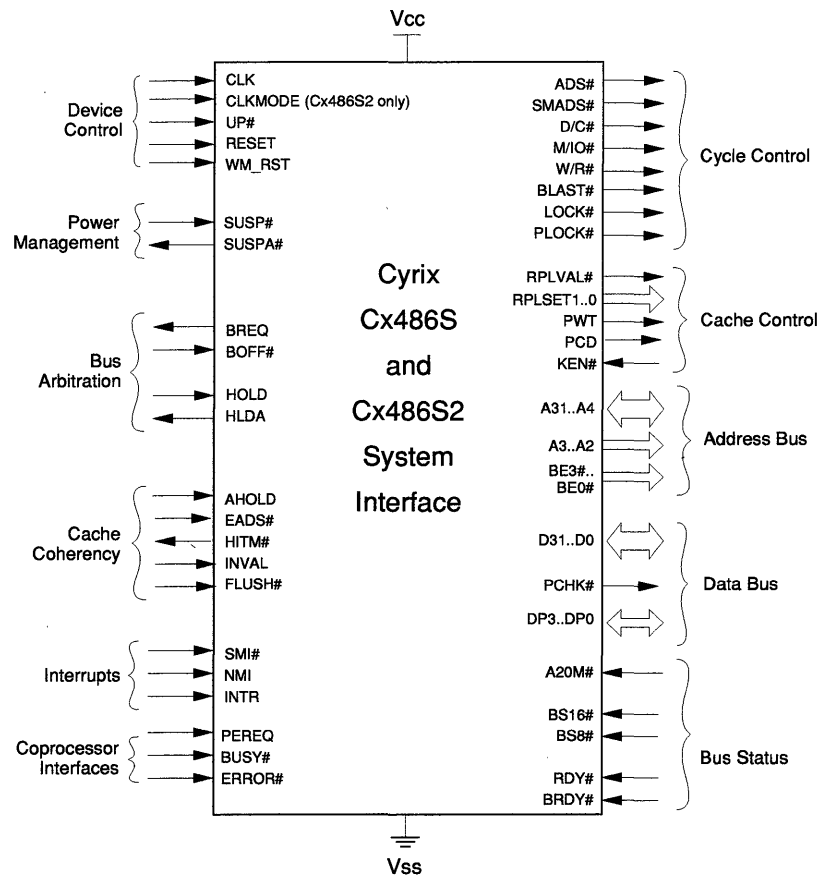 Vcc
Device
Control
CLK
CLKMODE (Cx486S2 only)
UP#
RESET
WM_RST
Power
Management
SUSP#
SUSPA#
Bus
Arbitration
BREQ
BOFF#
HOLD
HLDA
Cache
Coherency
AHOLD
EADS#
HITM#
INVAL
FLUSH#
Interrupts
SMI#
NMI
INTR
Coprocessor
Interfaces
PEREQ
BUSY#
ERROR#
Cyrix
Cx486S
and
Cx486S2
System
Interface
ADS#
SMADS#
D/C#
M/IO#
W/R#
BLAST#
LOCK#
PLOCK#
Cycle Control
RPLVAL#
RPLSET1..0
PWT
PCD
KEN#
Cache Control
A31..A4
A3..A2
BE3#..
BE0#
Address Bus
D31..D0
PCHK#
DP3..DP0
Data Bus
A20M#
BS16#
BS8#
RDY#
BRDY#
Bus Status
Vss